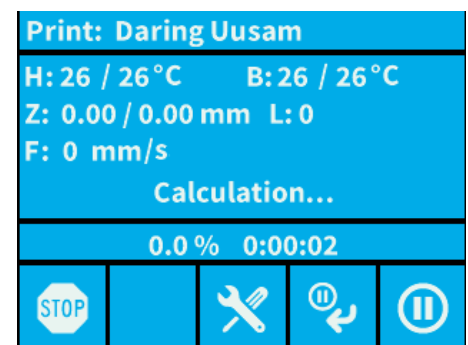 Print: Daring Uusam
H: 26 / 26°C B: 26 / 26°C
Z: 0.00 / 0.00 mm L: 0
F: 0 mm/s
Calculation...
0.0 % 0:00:02
STOP